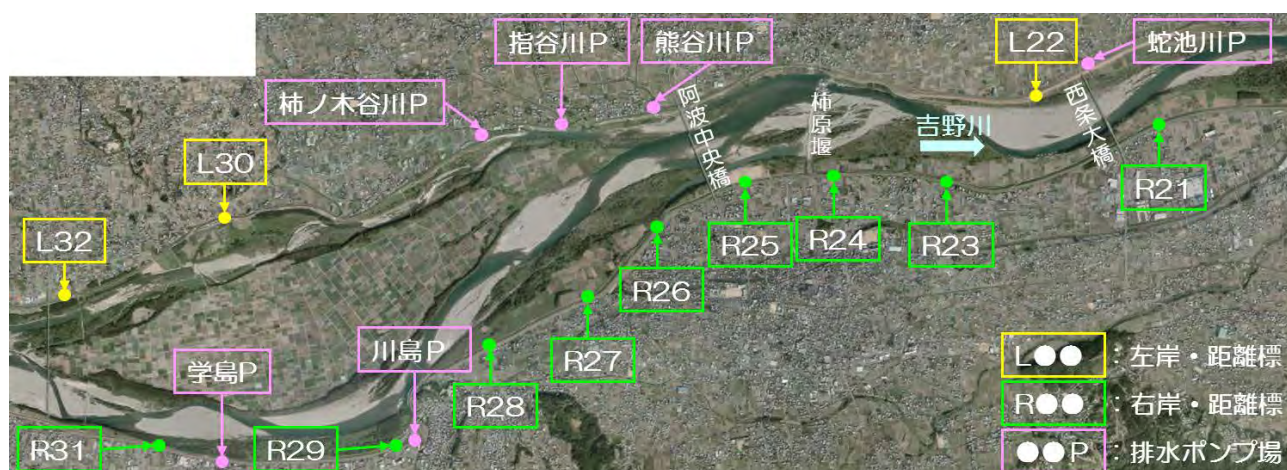 指谷川P
熊谷川P
L22
蛇池川P
柿ノ木谷川P
阿波中央橋
柿原堰
吉野川
西条大橋
L30
R21
L32
R25
R24
R23
R26
R27
川島P
学島P
R28
R31
R29
L●● : 左岸・距離標
R●● : 右岸・距離標
●●P : 排水ポンプ場